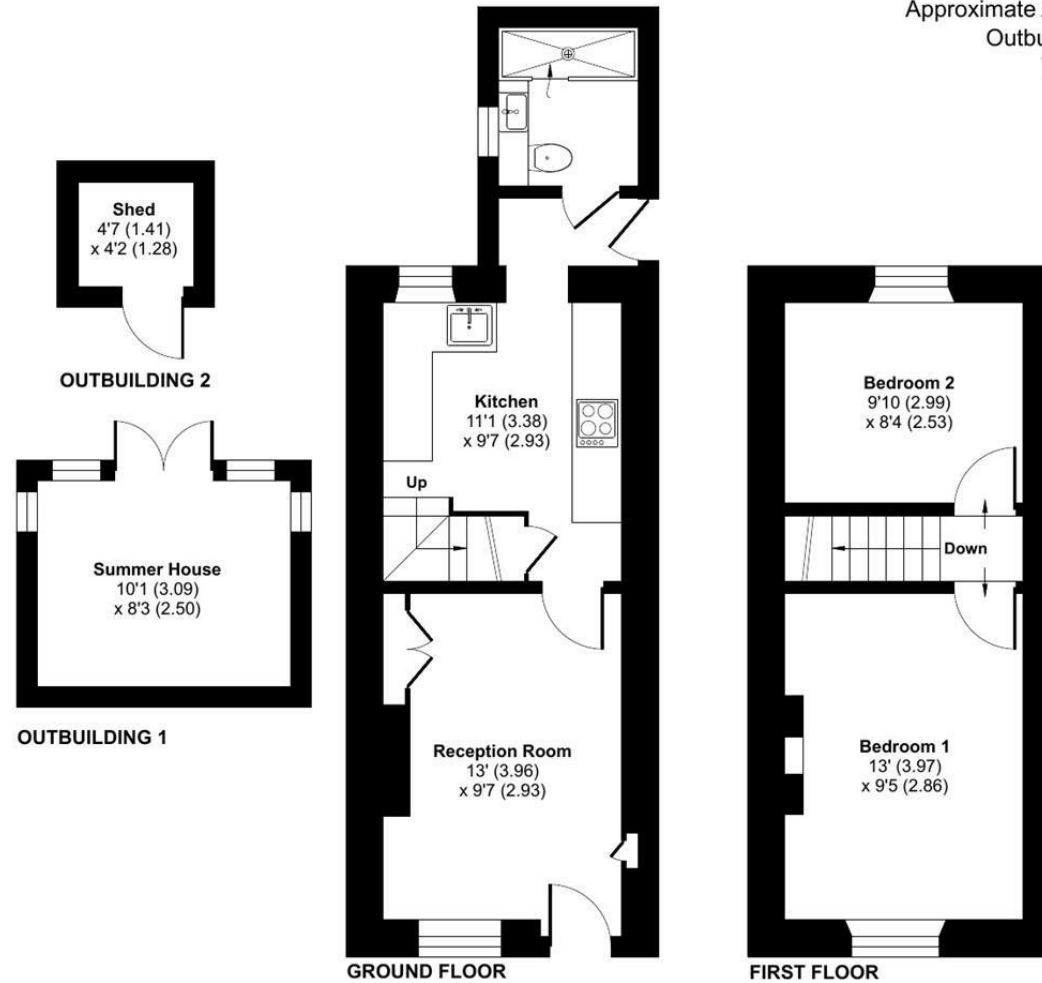 Approximate
Outbu
Shed
4'7 (1.41)
x 4'2 (1.28)
OUTBUILDING 2
Summer House
10'1 (3.09)
x 8'3 (2.50)
OUTBUILDING 1
Kitchen
11'1 (3.38)
x 9'7 (2.93)
Up
Reception Room
13' (3.96)
x 9'7 (2.93)
GROUND FLOOR
Bedroom 2
9'10 (2.99)
x 8'4 (2.53)
Down
Bedroom 1
13' (3.97)
x 9'5 (2.86)
FIRST FLOOR